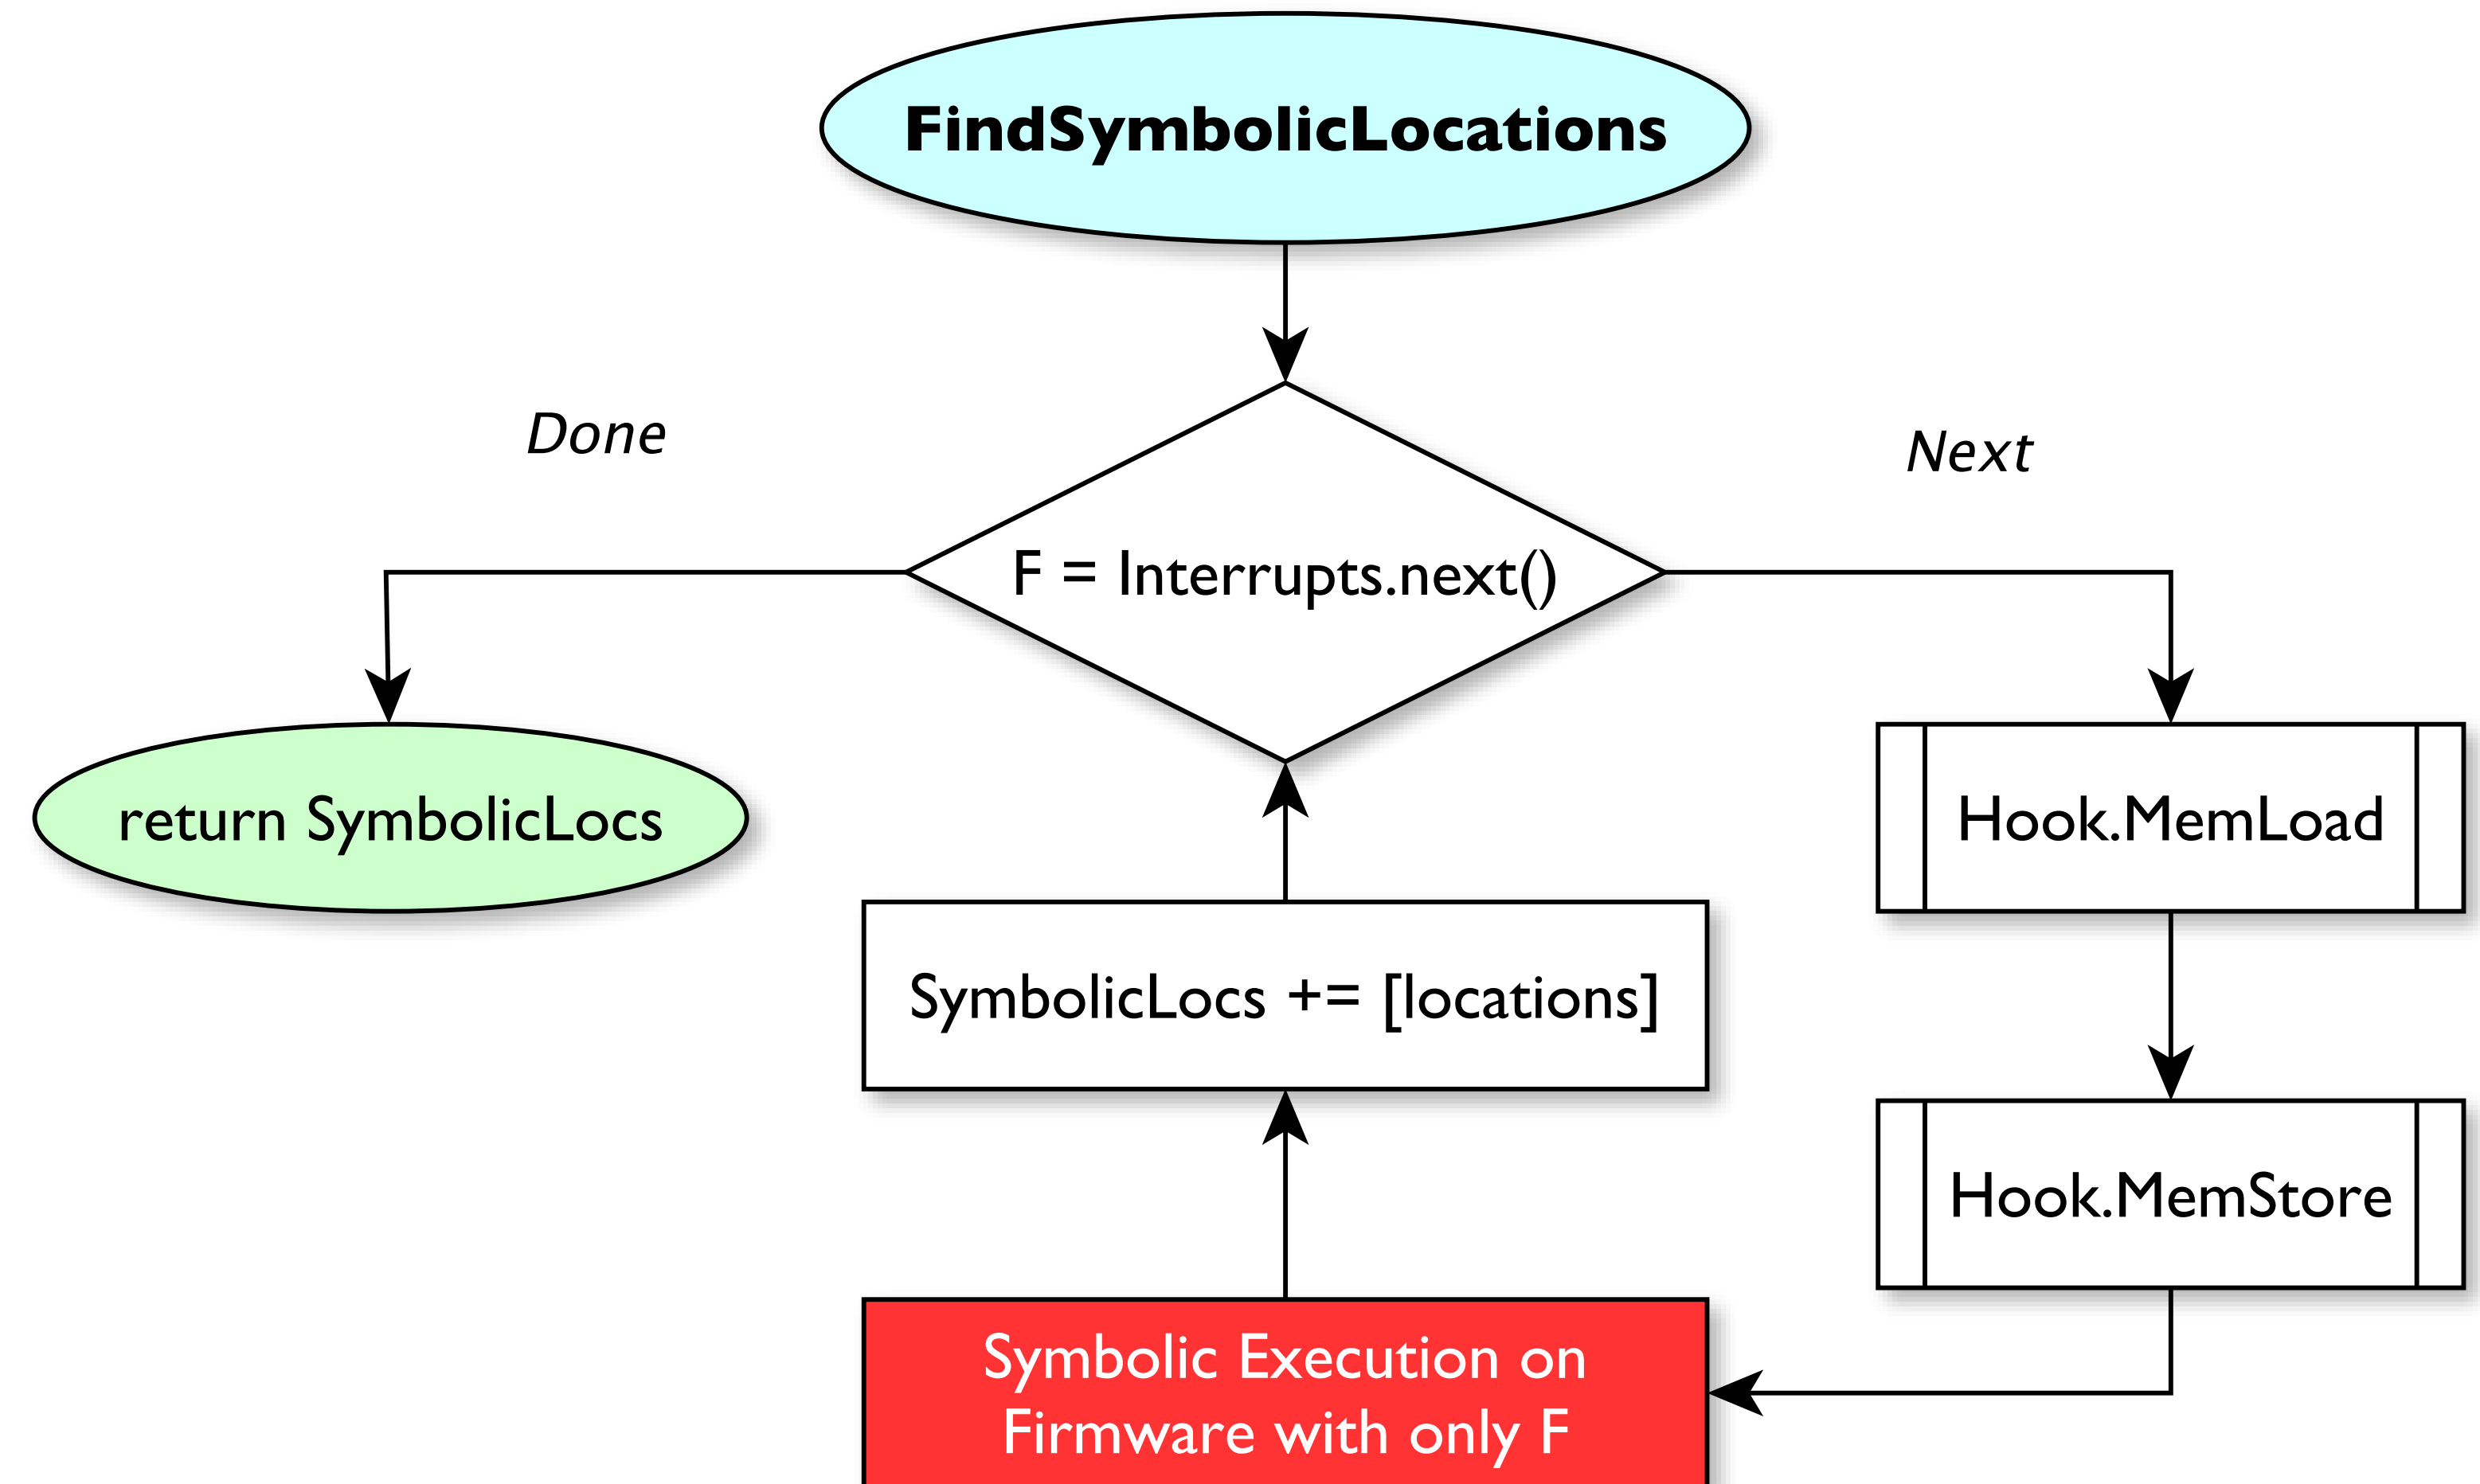 FindSymbolicLocations
Done
Next
F = Interrupts.next()
return SymbolicLocs
Hook.MemLoad
SymbolicLocs += [locations]
Hook.MemStore
Symbolic Execution on
Firmware with only F